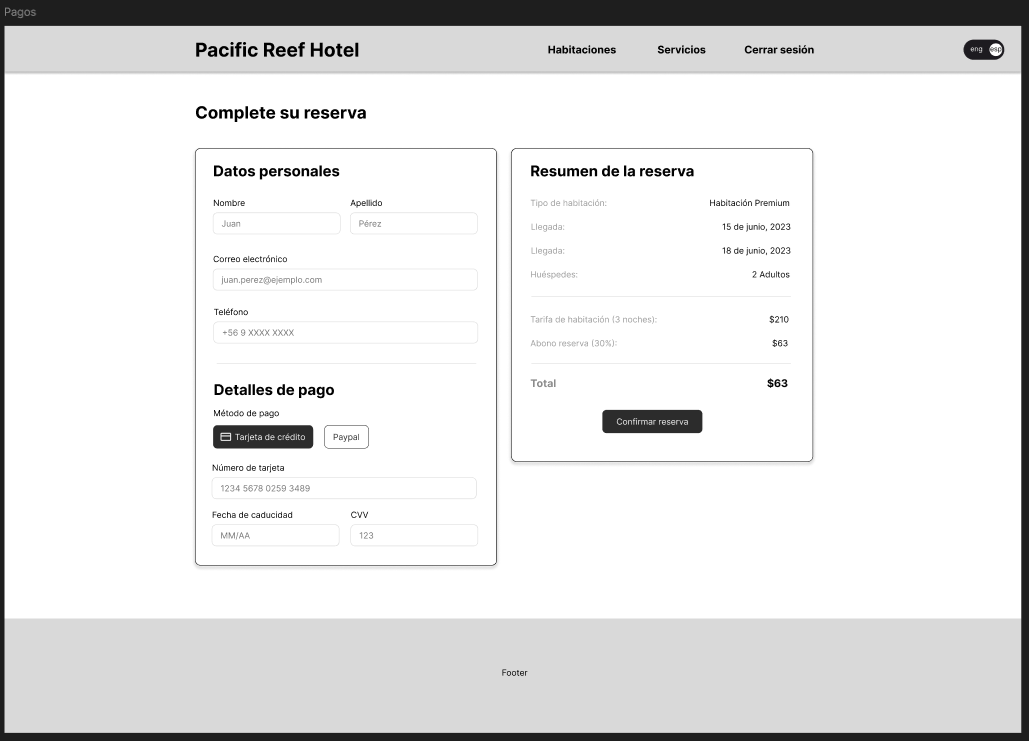 Pagos
Pacific Reef Hotel Habitaciones Servicios Cerrar sesión eng esp
Complete su reserva
Datos personales
Nombre Apellido
Juan Pérez
Correo electrónico
juan.perez@ejemplo.com
Teléfono
+56 9 XXXX XXXX
Detalles de pago
Método de pago
Tarjeta de crédito Paypal
Número de tarjeta
1234 5678 0259 3489
Fecha de caducidad CVV
MM/AA 123
Resumen de la reserva
Tipo de habitación: Habitación Premium
Llegada: 15 de junio, 2023
Llegada: 18 de junio, 2023
Huéspedes: 2 Adultos
Tarifa de habitación (3 noches): $210
Abono reserva (30%): $63
Total $63
Confirmar reserva
Footer